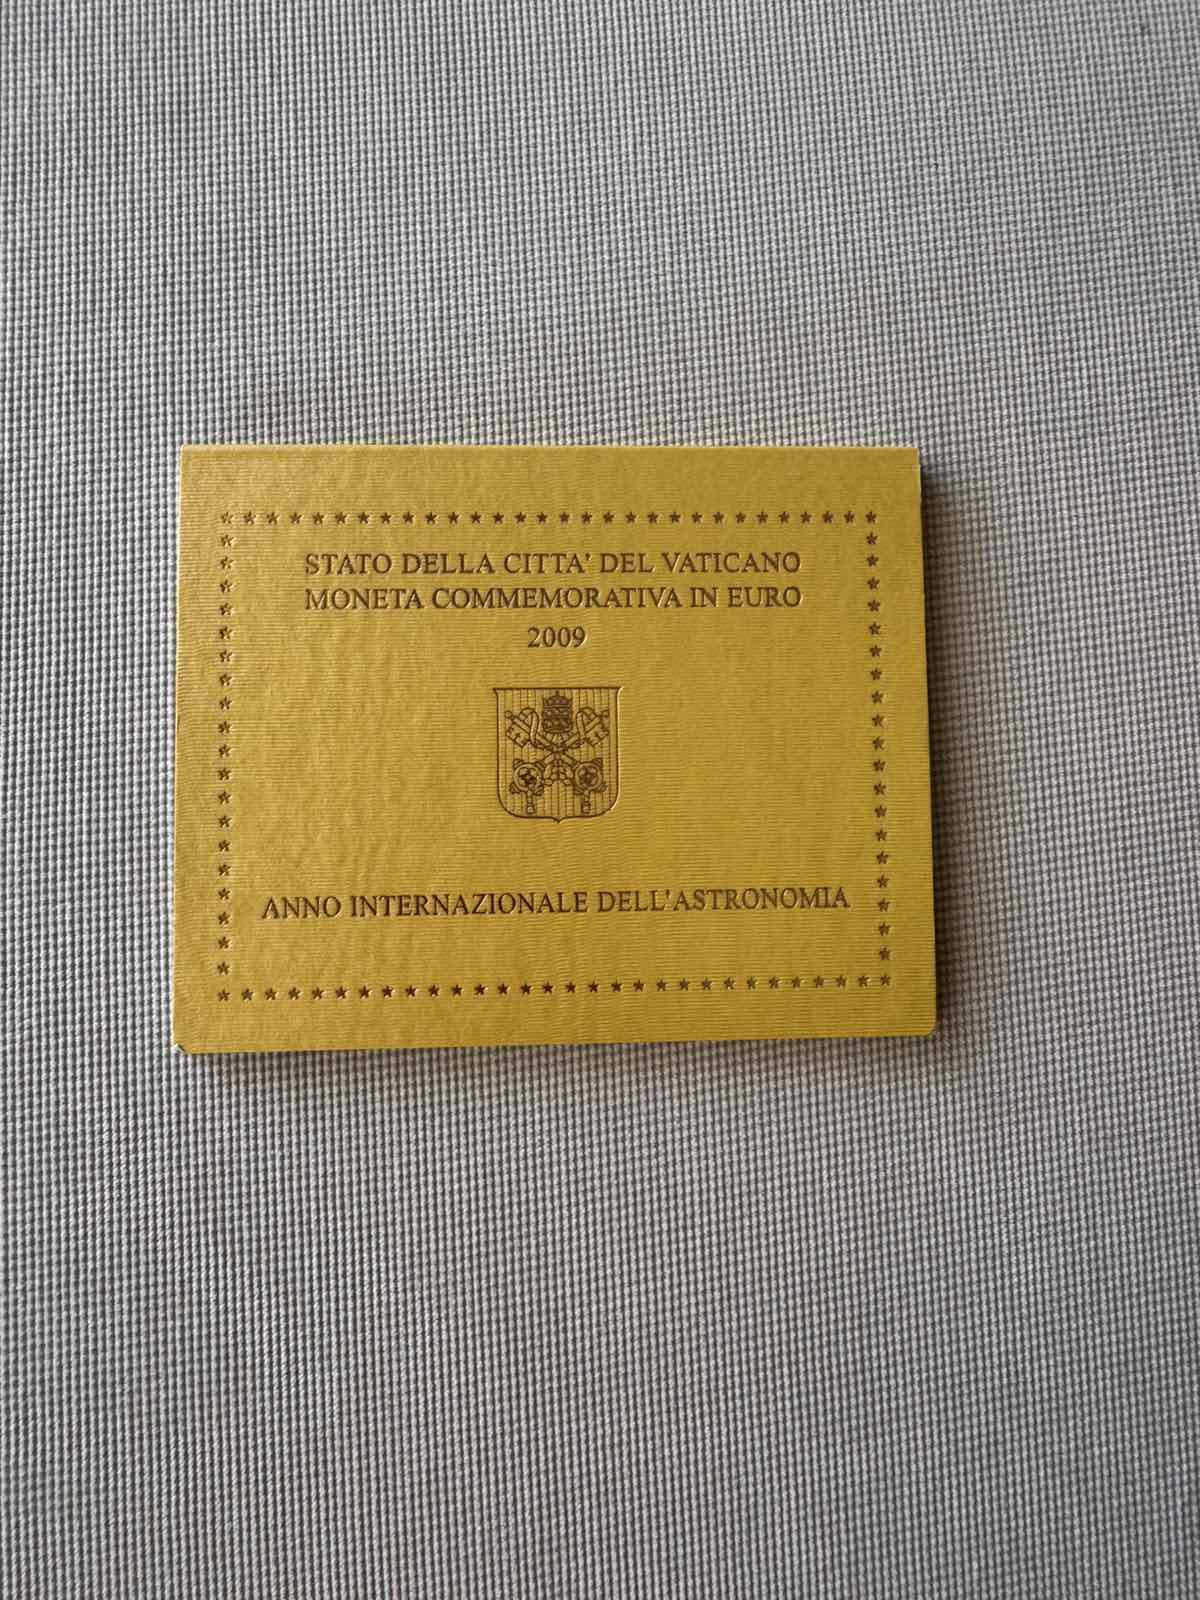 STATO DELLA CITTA' DEL VATICANO
MONETA COMMEMORATIVA IN EURO
2009
ANNO INTERNAZIONALE DELL'ASTRONOMIA